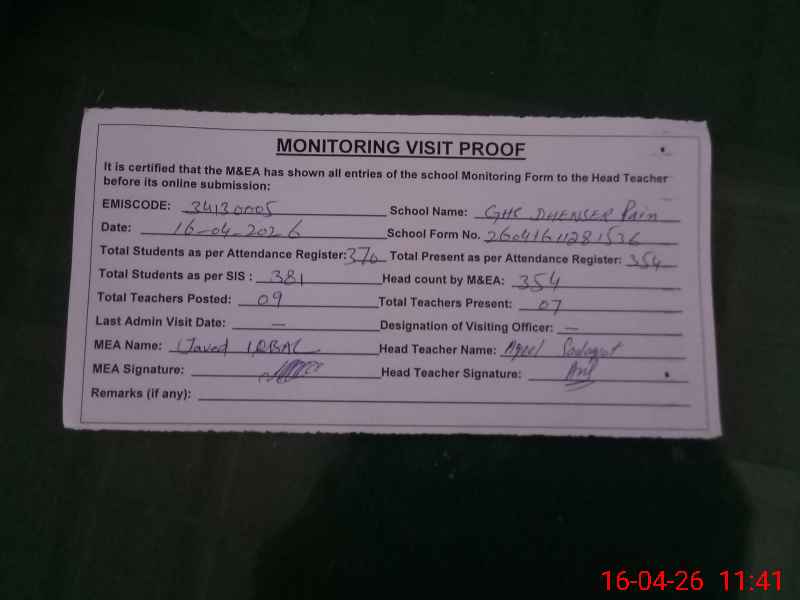 MONITORING VISIT PROOF
It is certified that the M&EA has shown all entries of the school Monitoring Form to the Head Teacher
before its online submission:
EMISCODE: 34130005 School Name: GHS DHENSER Pain
Date: 16-04-2026 School Form No. 26041611281536
Total Students as per Attendance Register: 370 Total Present as per Attendance Register: 354
Total Students as per SIS : 381 Head count by M&EA: 354
Total Teachers Posted: 09 Total Teachers Present: 07
Last Admin Visit Date: — Designation of Visiting Officer: —
MEA Name: Javed IQBAL Head Teacher Name: Aqeel
MEA Signature: Head Teacher Signature:
Remarks (if any):
16-04-26 11:41